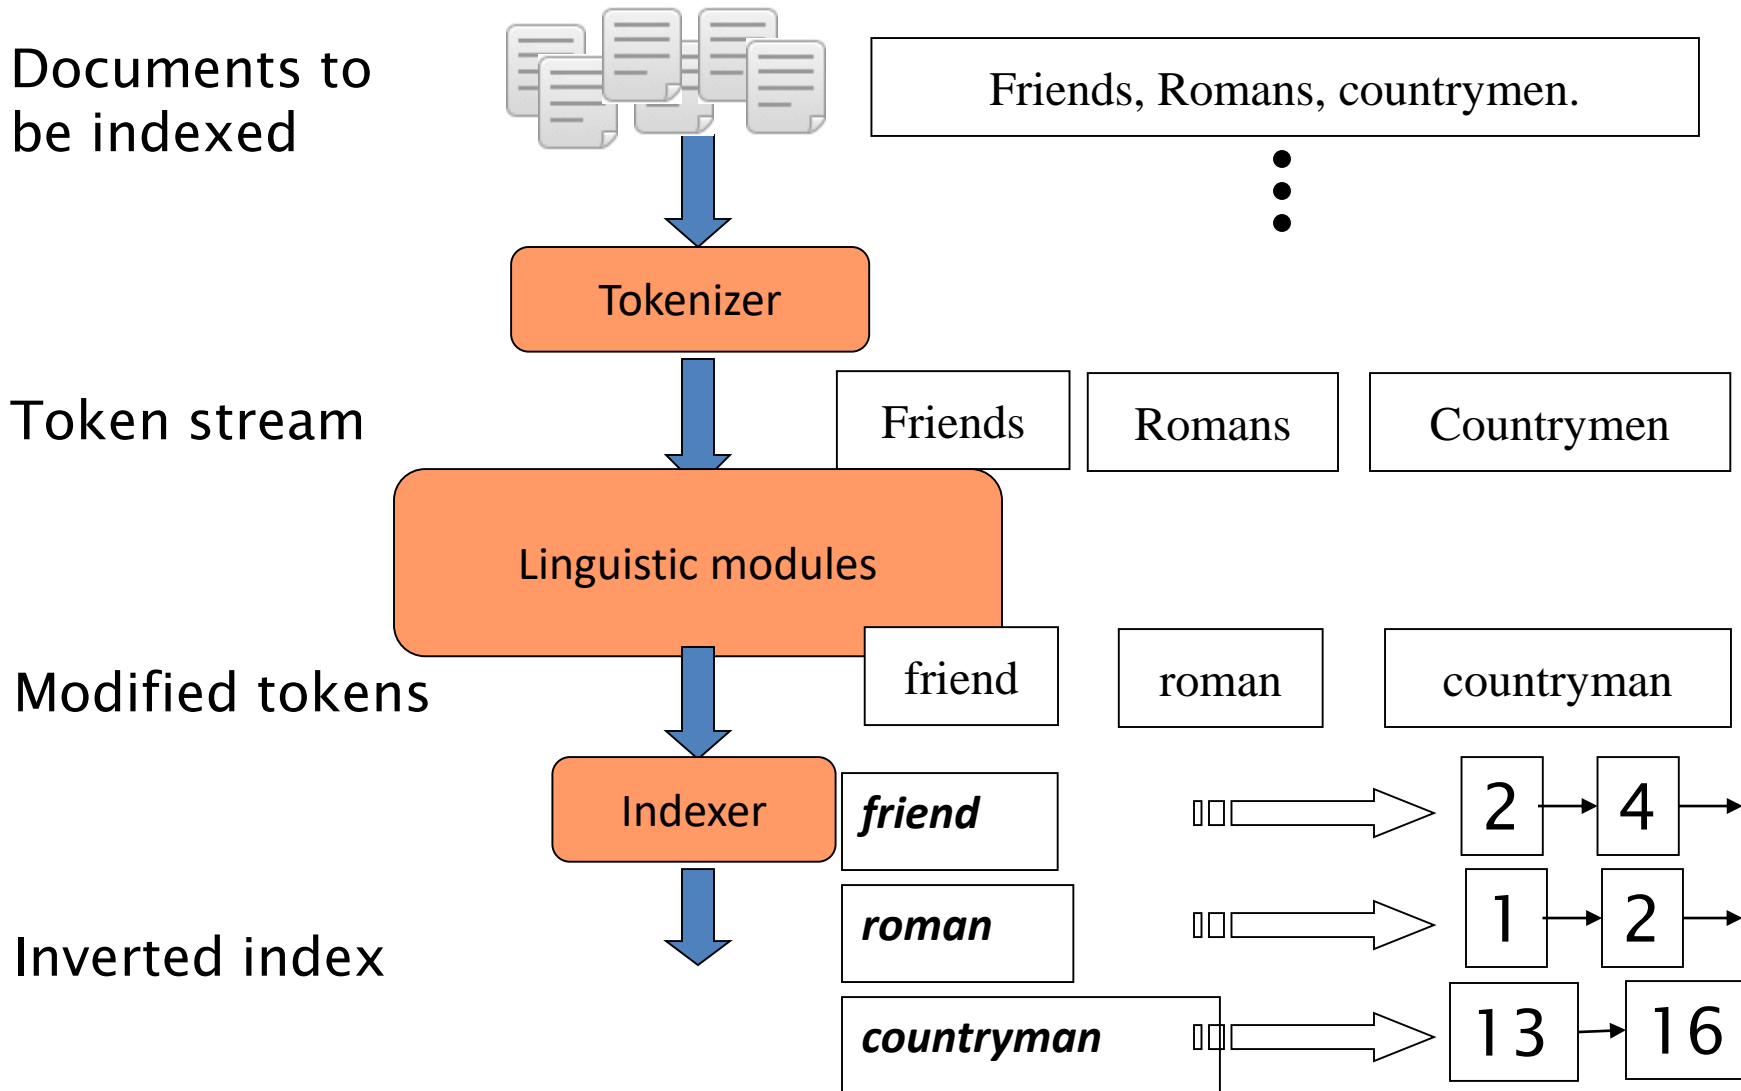 Documents to
be indexed
Friends, Romans, countrymen.
Tokenizer
Token stream
Friends
Romans
Countrymen
Linguistic modules
Modified tokens
friend
roman
countryman
Indexer
friend
2
4
roman
1
2
Inverted index
countryman
13
16